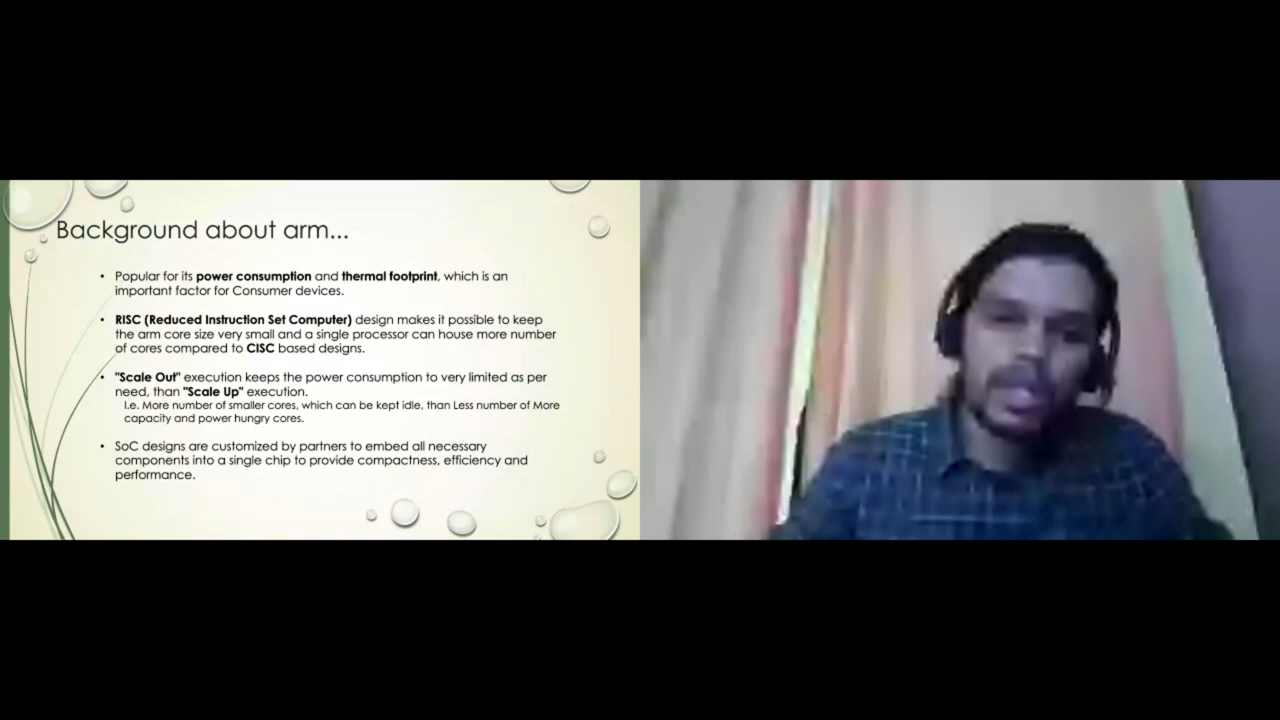 Background about arm...
• Popular for its power consumption and thermal footprint, which is an
important factor for Consumer devices.
• RISC (Reduced Instruction Set Computer) design makes it possible to keep
the arm core size very small and a single processor can house more number
of cores compared to CISC based designs.
• "Scale Out" execution keeps the power consumption to very limited as per
need, than "Scale Up" execution.
I.e. More number of smaller cores, which can be kept idle, than Less number of More
capacity and power hungry cores.
• SoC designs are customized by partners to embed all necessary
components into a single chip to provide compactness, efficiency and
performance.